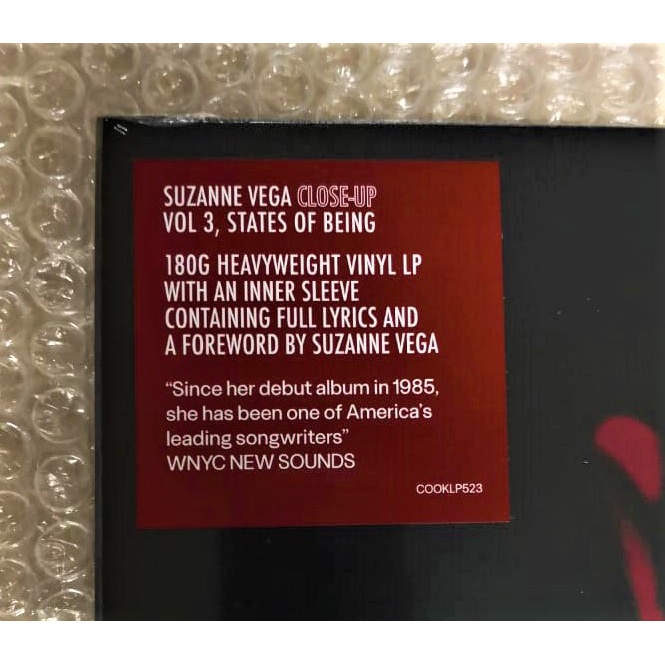 SUZANNE VEGA CLOSE-UP
VOL 3, STATES OF BEING
180G HEAVYWEIGHT VINYL LP
WITH AN INNER SLEEVE
CONTAINING FULL LYRICS AND
A FOREWORD BY SUZANNE VEGA
“Since her debut album in 1985,
she has been one of America’s
leading songwriters”
WNYC NEW SOUNDS
COOKLP523